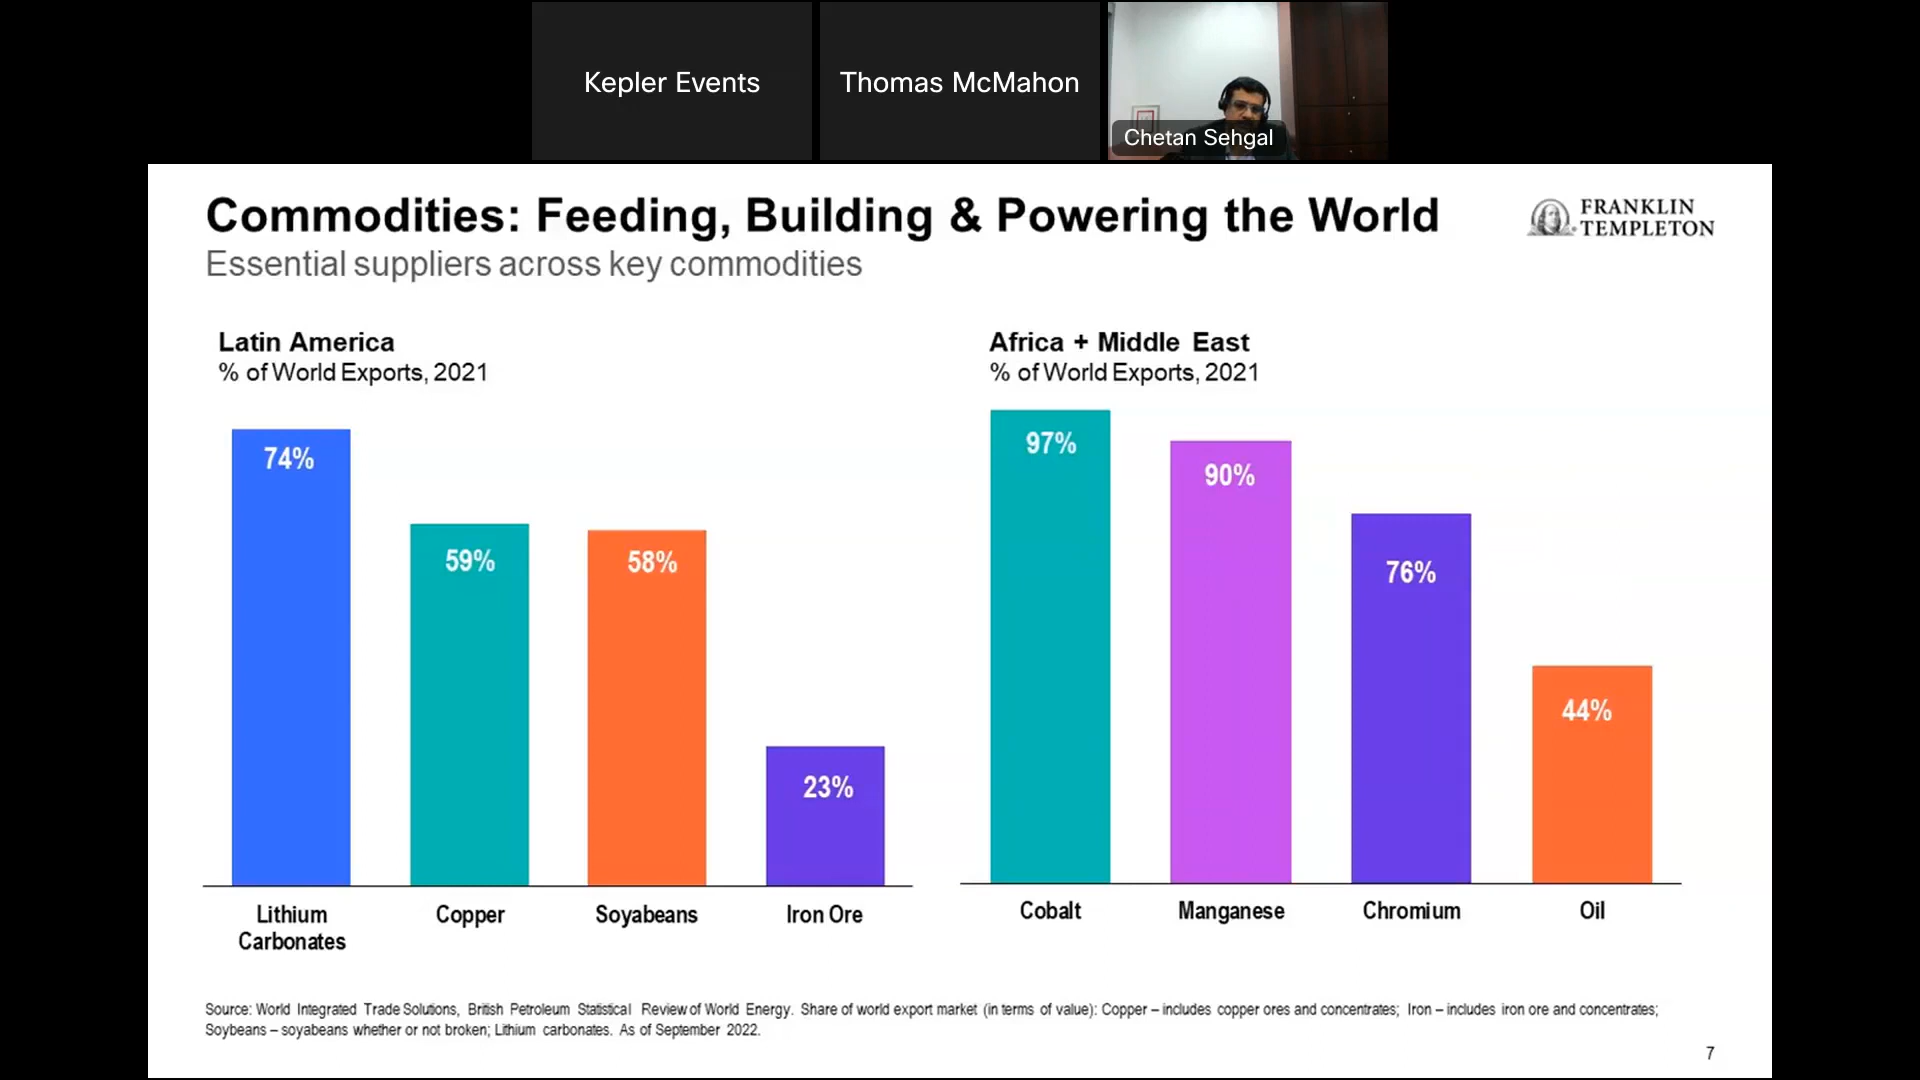 Kepler Events
Thomas McMahon
Chetan Sehgal
Commodities: Feeding, Building & Powering the World
Essential suppliers across key commodities
FRANKLIN
TEMPLETON
Latin America
% of World Exports, 2021
74%
59%
58%
23%
Lithium
Carbonates
Copper
Soyabeans
Iron Ore
Africa + Middle East
% of World Exports, 2021
97%
90%
76%
44%
Cobalt
Manganese
Chromium
Oil
Source: World Integrated Trade Solutions, British Petroleum Statistical Review of World Energy. Share of world export market (in terms of value): Copper – includes copper ores and concentrates; Iron – includes iron ore and concentrates;
Soybeans – soyabeans whether or not broken; Lithium carbonates. As of September 2022.
7